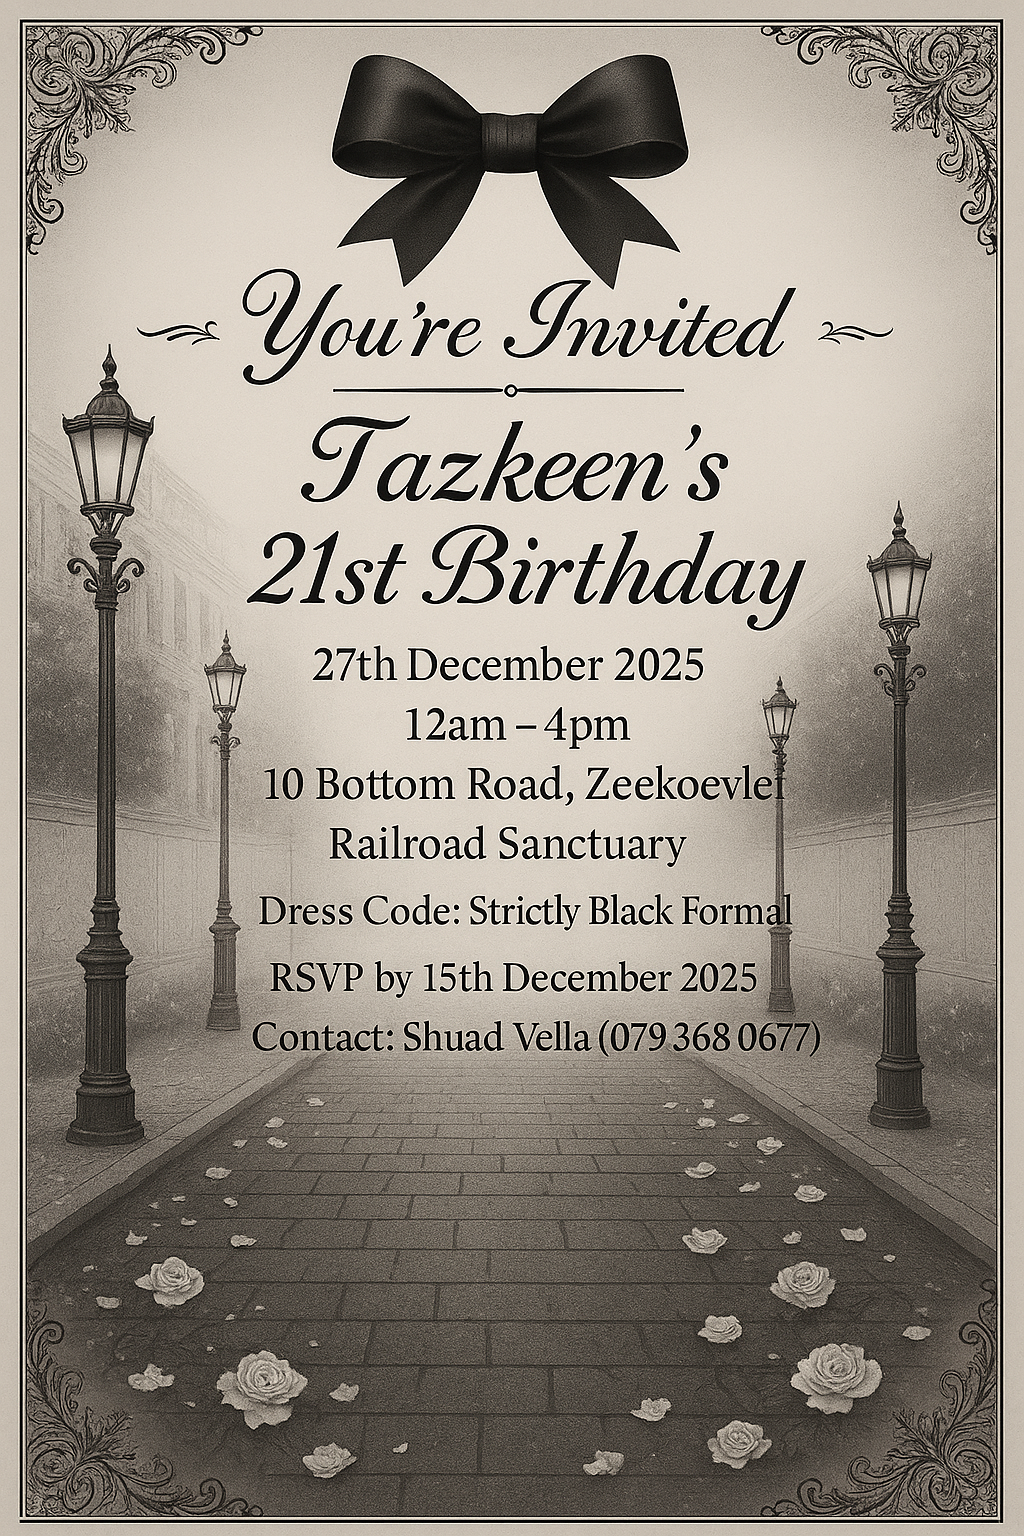 You're Invited
Tazkeen's
21st Birthday
27th December 2025
12am – 4pm
10 Bottom Road, Zeekoevlei
Railroad Sanctuary
Dress Code: Strictly Black Formal
RSVP by 15th December 2025
Contact: Shuad Vella (079 368 0677)